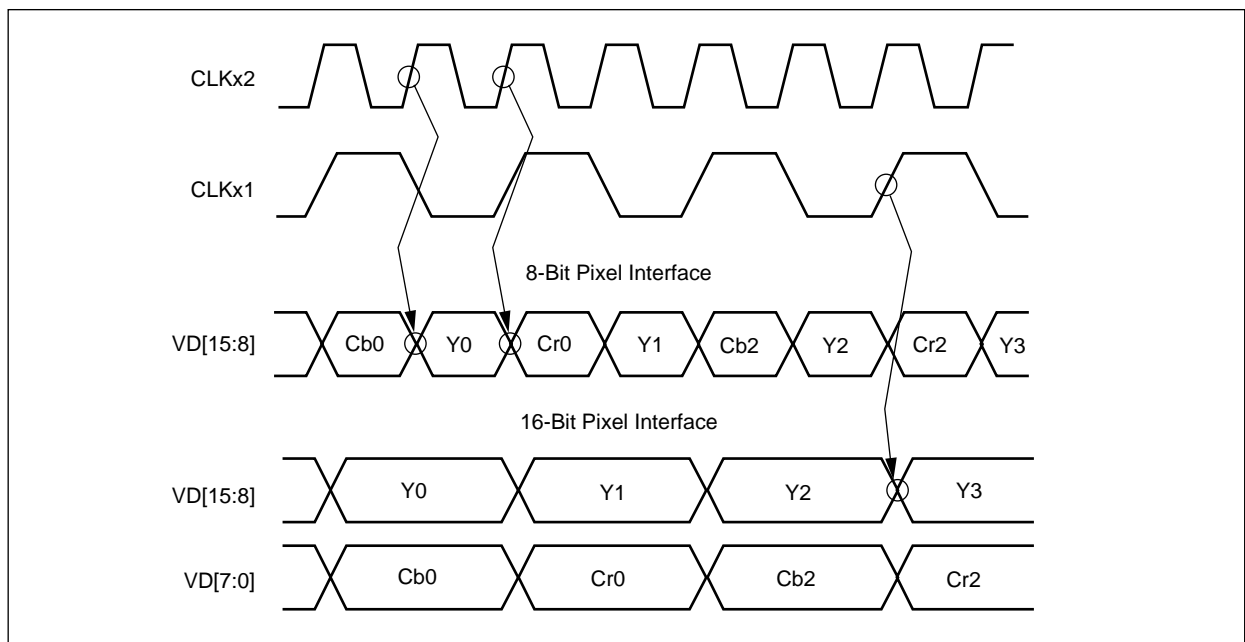 CLKx2
CLKx1
8-Bit Pixel Interface
VD[15:8] Cb0 Y0 Cr0 Y1 Cb2 Y2 Cr2 Y3
16-Bit Pixel Interface
VD[15:8] Y0 Y1 Y2 Y3
VD[7:0] Cb0 Cr0 Cb2 Cr2